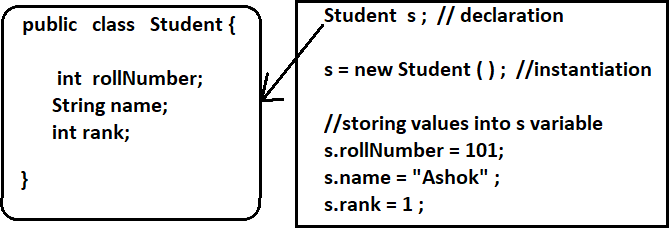 public class Student {
int rollNumber;
String name;
int rank;
}
Student s ; // declaration
s = new Student ( ) ; //instantiation
//storing values into s variable
s.rollNumber = 101;
s.name = "Ashok" ;
s.rank = 1 ;